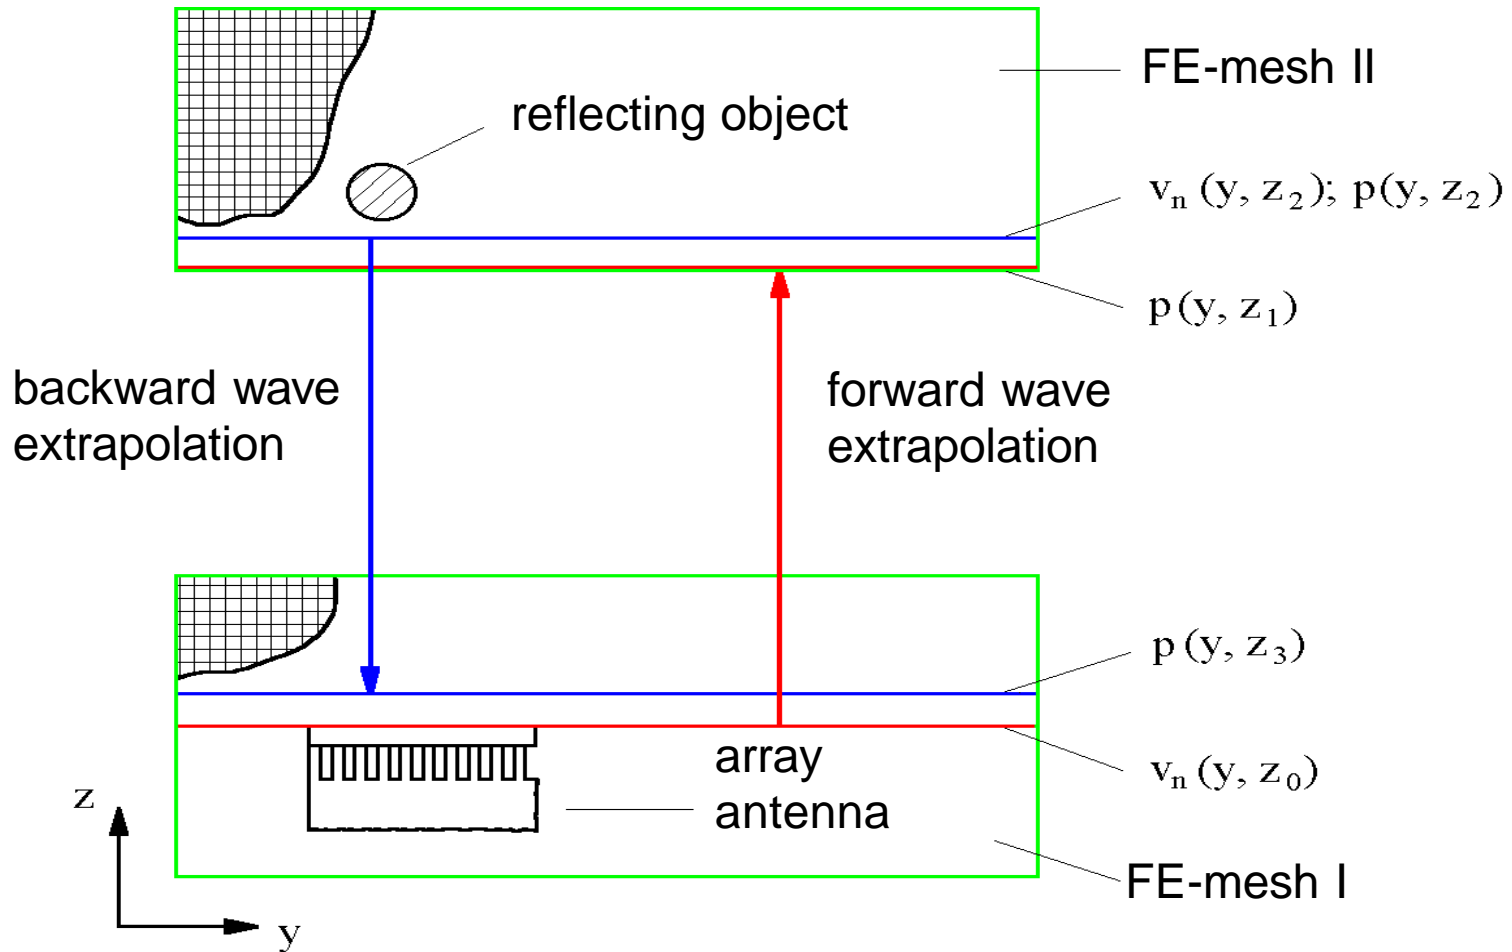 FE-mesh II
reflecting object
vₙ (y, z₂); p(y, z₂)
p(y, z₁)
backward wave
extrapolation
forward wave
extrapolation
p(y, z₃)
array
antenna
vₙ (y, z₀)
FE-mesh I
z
y